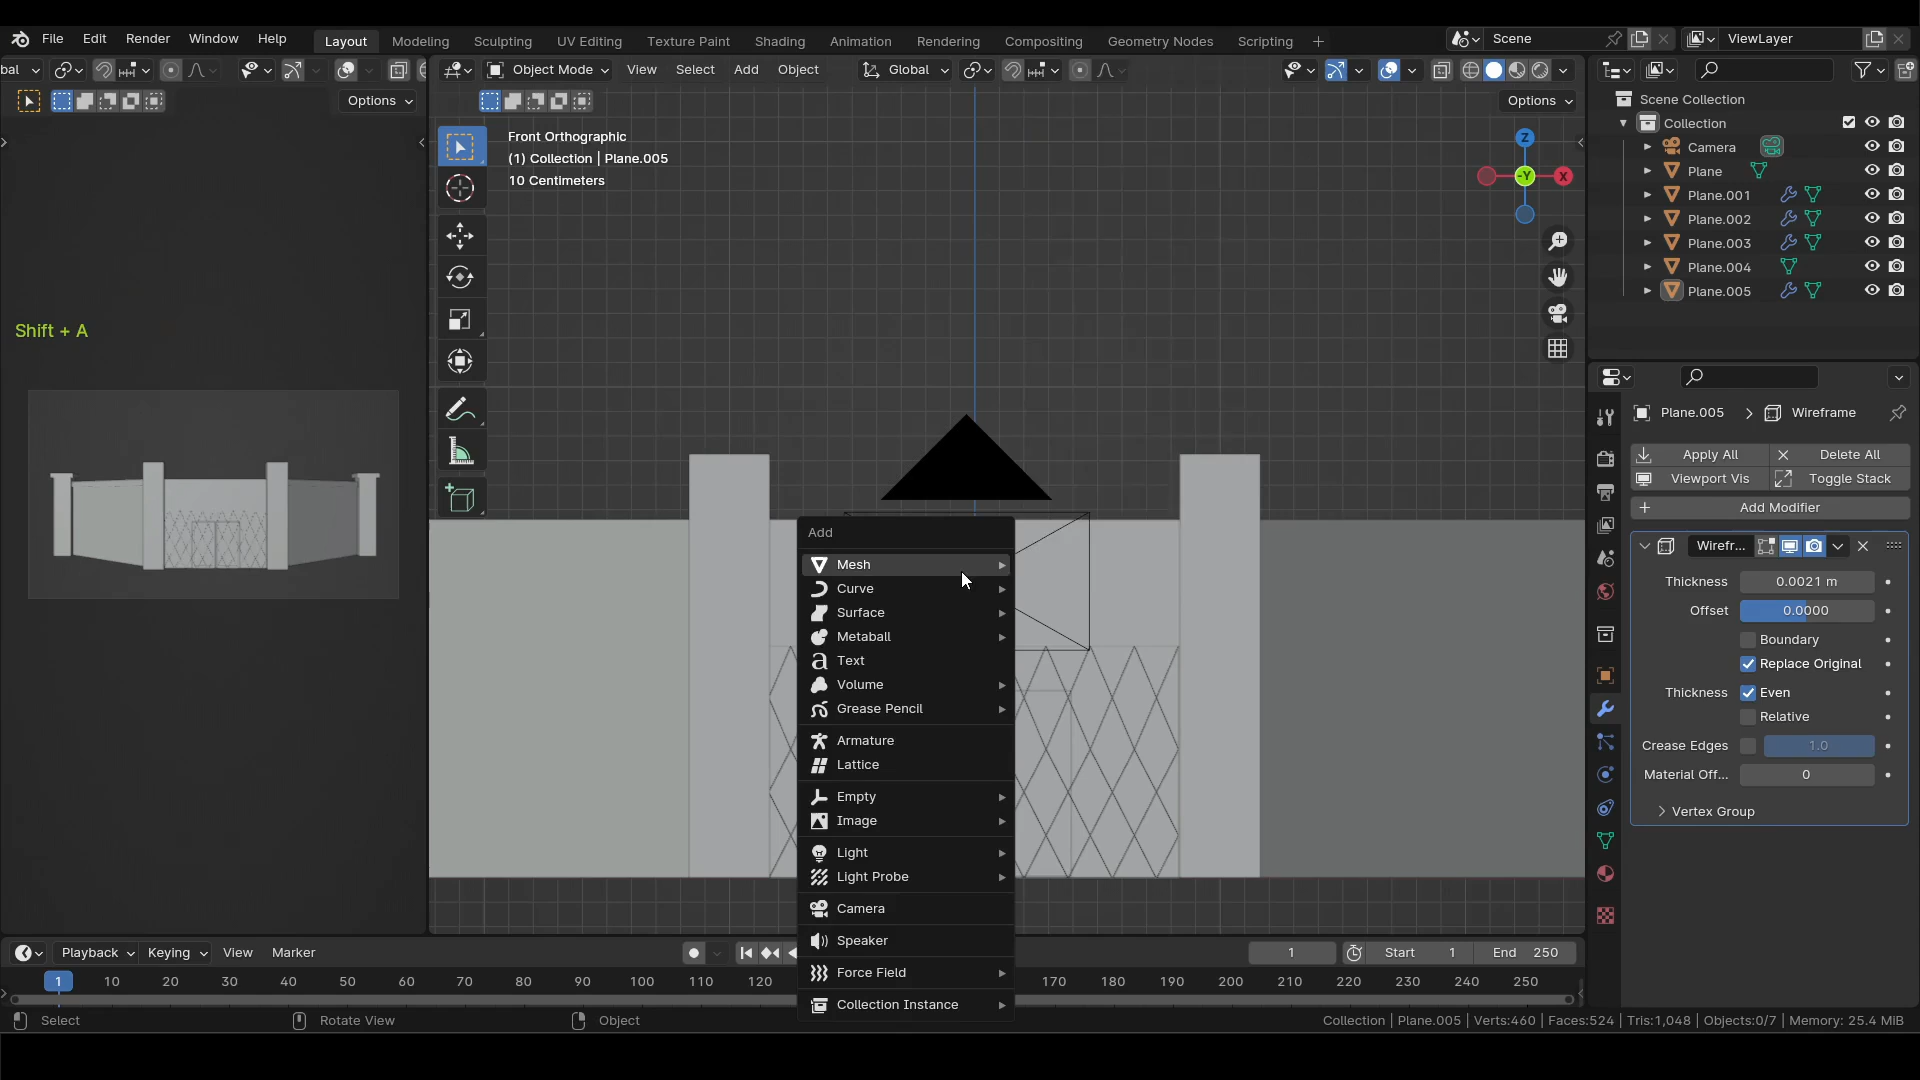 File Edit Render Window Help Layout Modeling Sculpting UV Editing Texture Paint Shading Animation Rendering Compositing Geometry Nodes Scripting + Scene ViewLayer
bal Object Mode View Select Add Object Global
Options Options
Front Orthographic
(1) Collection | Plane.005
10 Centimeters
Z
-Y X
Shift + A
Scene Collection
Collection
Camera
Plane
Plane.001
Plane.002
Plane.003
Plane.004
Plane.005
Add
Mesh
Curve
Surface
Metaball
Text
Volume
Grease Pencil
Armature
Lattice
Empty
Image
Light
Light Probe
Camera
Speaker
Force Field
Collection Instance
Plane.005 > Wireframe
Apply All Delete All
Viewport Vis Toggle Stack
Add Modifier
Wirefr...
Thickness 0.0021 m
Offset 0.0000
Boundary
Replace Original
Thickness Even
Relative
Crease Edges 1.0
Material Off... 0
Vertex Group
Playback Keying View Marker 1 Start 1 End 250
1 10 20 30 40 50 60 70 80 90 100 110 120 170 180 190 200 210 220 230 240 250
Select Rotate View Object Collection | Plane.005 | Verts:460 | Faces:524 | Tris:1,048 | Objects:0/7 | Memory: 25.4 MiB